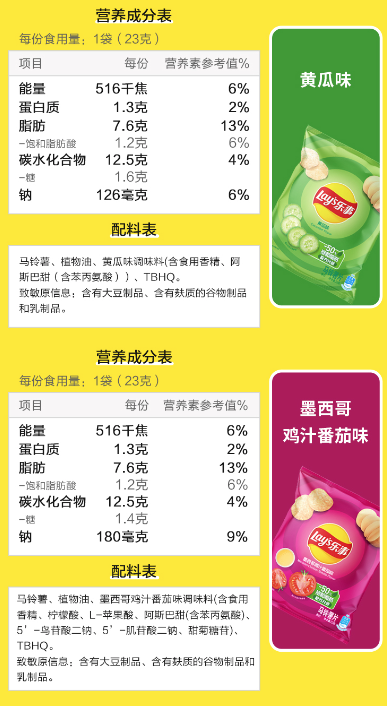 营养成分表
每份食用量：1袋（23克）
项目 每份 营养素参考值%
能量 516千焦 6%
蛋白质 1.3克 2%
脂肪 7.6克 13%
–饱和脂肪酸 1.2克 6%
碳水化合物 12.5克 4%
–糖 1.6克
钠 126毫克 6%
配料表
马铃薯、植物油、黄瓜味调味料(含食用香精、阿
斯巴甜（含苯丙氨酸））、TBHQ。
致敏原信息：含有大豆制品、含有麸质的谷物制品
和乳制品。
黄瓜味
Lay's乐事
营养成分表
每份食用量：1袋（23克）
项目 每份 营养素参考值%
能量 516千焦 6%
蛋白质 1.3克 2%
脂肪 7.6克 13%
–饱和脂肪酸 1.2克 6%
碳水化合物 12.5克 4%
–糖 1.4克
钠 180毫克 9%
配料表
马铃薯、植物油、墨西哥鸡汁番茄味调味料(含食用
香精、柠檬酸、L–苹果酸、阿斯巴甜(含苯丙氨酸)、
5’–鸟苷酸二钠、5’–肌苷酸二钠、甜菊糖苷)、
TBHQ。
致敏原信息：含有大豆制品、含有麸质的谷物制品和
乳制品。
墨西哥
鸡汁番茄味
Lay's乐事
马铃薯片